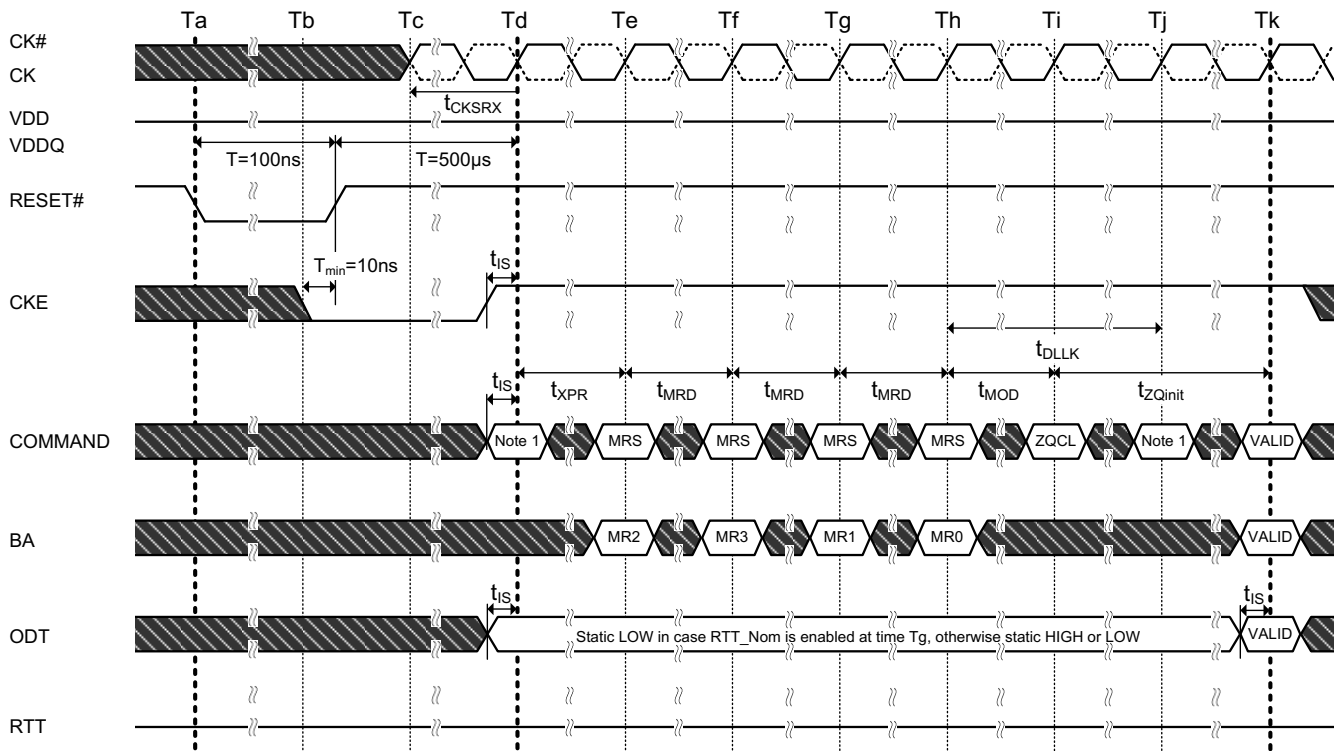 Ta Tb Tc Td Te Tf Tg Th Ti Tj Tk
CK#
CK
tCKSRX
VDD
VDDQ
T=100ns T=500µs
RESET#
Tmin=10ns tIS
CKE
tDLLK
tIS tXPR tMRD tMRD tMRD tMOD tZQinit
COMMAND Note 1 MRS MRS MRS MRS ZQCL Note 1 VALID
BA MR2 MR3 MR1 MR0 VALID
tIS tIS
ODT Static LOW in case RTT_Nom is enabled at time Tg, otherwise static HIGH or LOW VALID
RTT